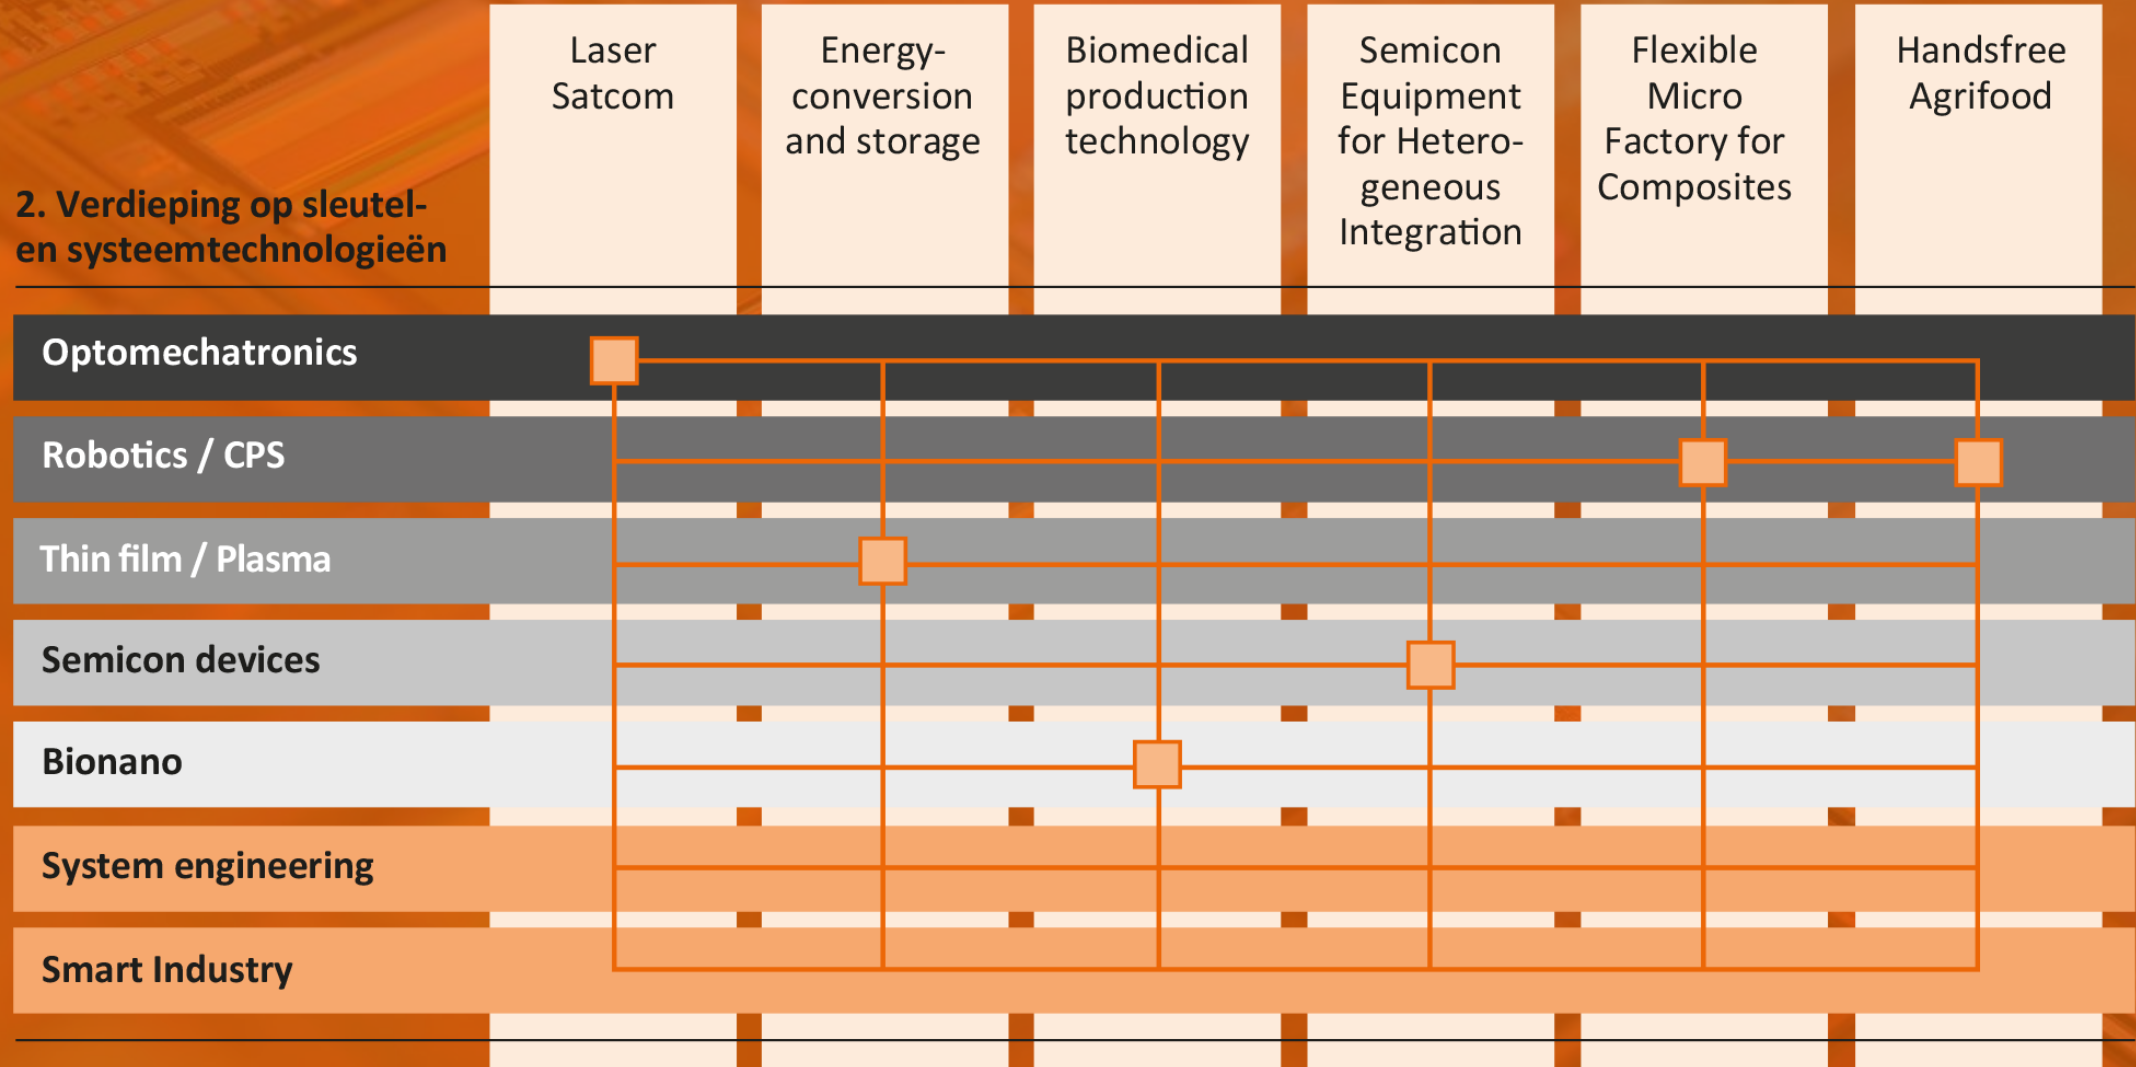 Laser
Satcom
Energy-
conversion
and storage
Biomedical
production
technology
Semicon
Equipment
for Hetero-
geneous
Integration
Flexible
Micro
Factory for
Composites
Handsfree
Agrifood
2. Verdieping op sleutel-
en systeemtechnologieën
Optomechatronics
Robotics / CPS
Thin film / Plasma
Semicon devices
Bionano
System engineering
Smart Industry